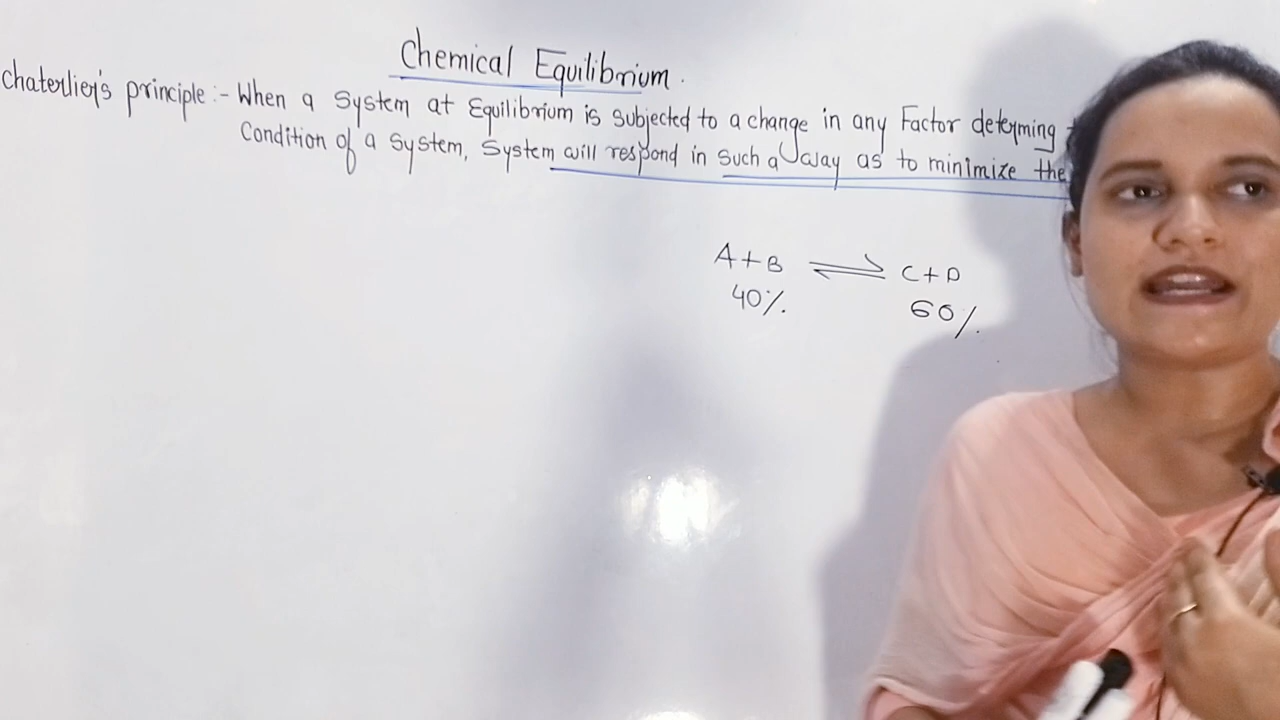 Chemical Equilibrium.
chaterlier's principle :- When a System at Equilibrium is subjected to a change in any Factor determing
Condition of a System, System will respond in such a way as to minimize the
A+B ⇌ C+D
40% 60%